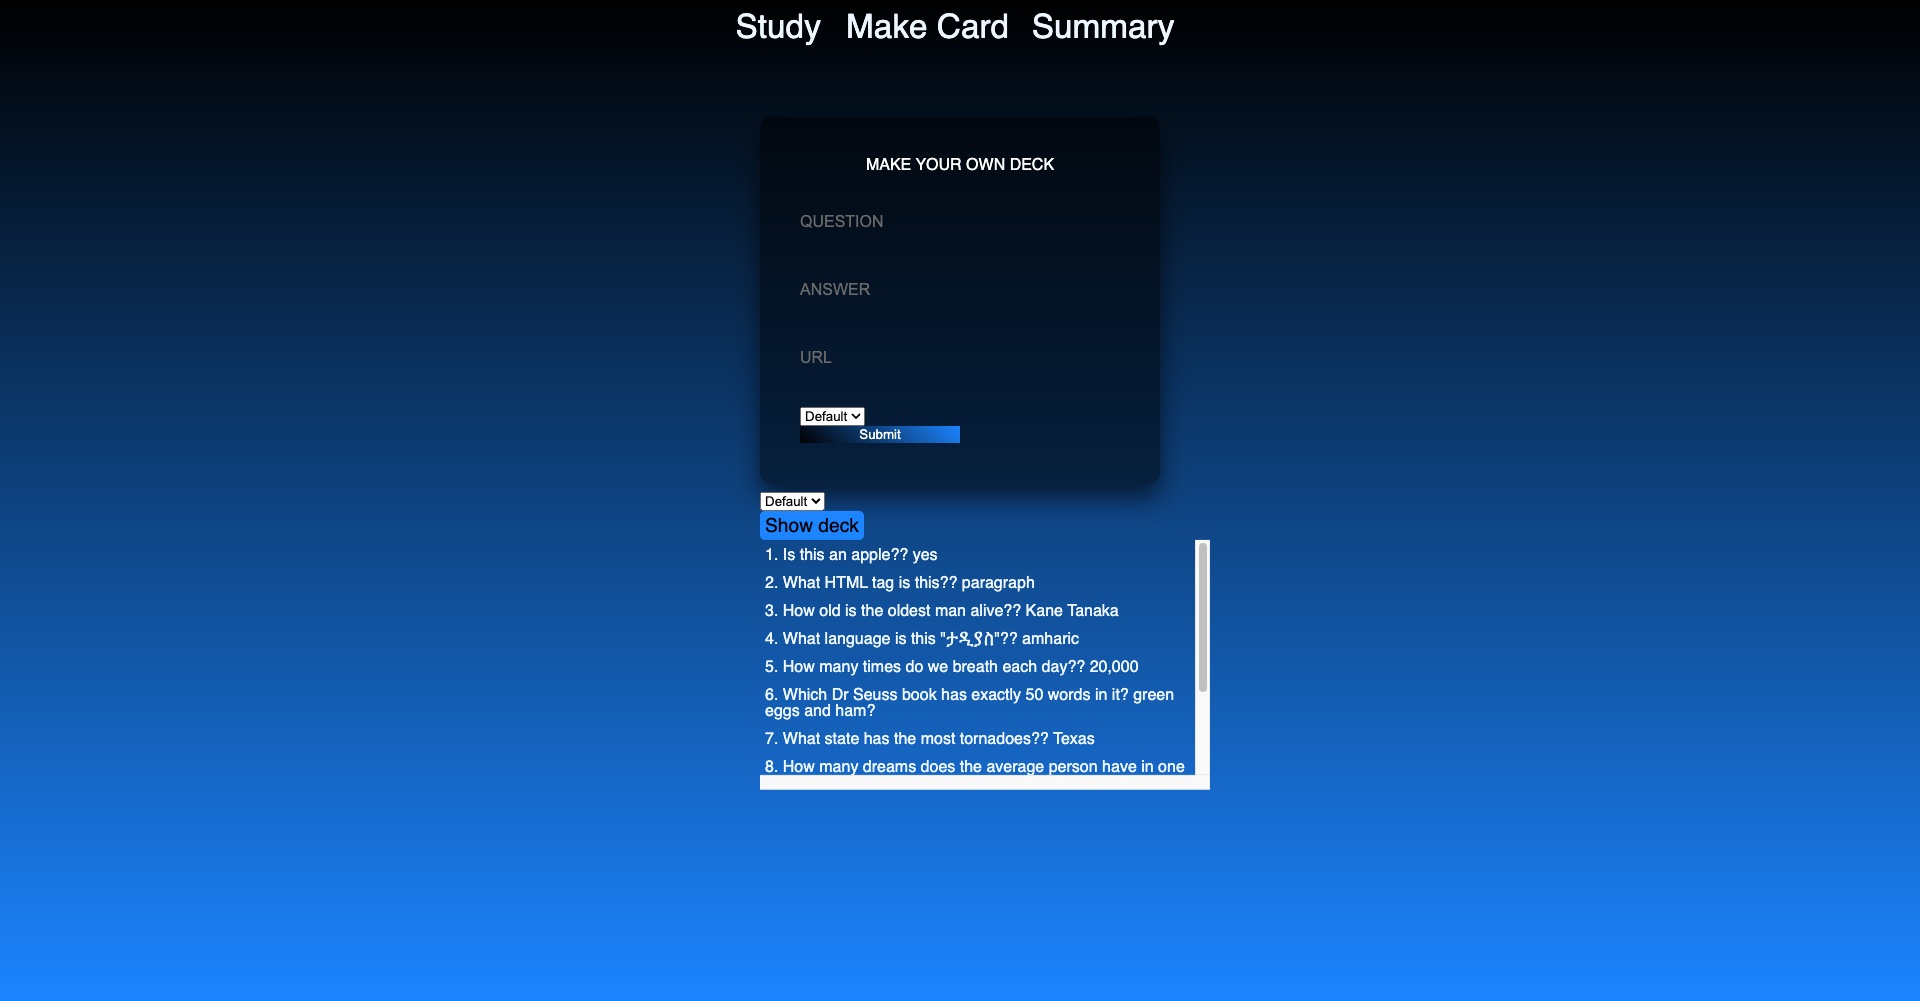 Study Make Card Summary
MAKE YOUR OWN DECK
QUESTION
ANSWER
URL
Default
Submit
Default
Show deck
1. Is this an apple?? yes
2. What HTML tag is this?? paragraph
3. How old is the oldest man alive?? Kane Tanaka
4. What language is this "ታዲያስ"?? amharic
5. How many times do we breath each day?? 20,000
6. Which Dr Seuss book has exactly 50 words in it? green
eggs and ham?
7. What state has the most tornadoes?? Texas
8. How many dreams does the average person have in one